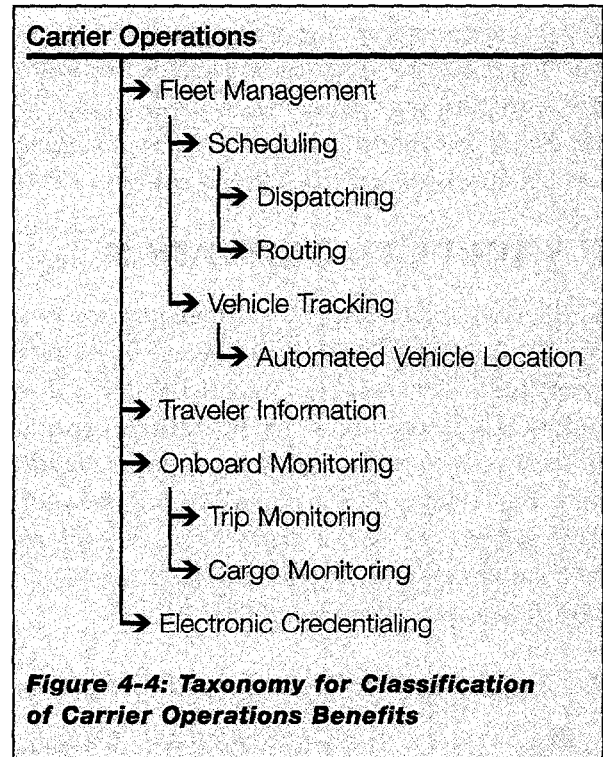 Carrier Operations
Fleet Management
Scheduling
Dispatching
Routing
Vehicle Tracking
Automated Vehicle Location
Traveler Information
Onboard Monitoring
Trip Monitoring
Cargo Monitoring
Electronic Credentialing
Figure 4-4: Taxonomy for Classification
of Carrier Operations Benefits